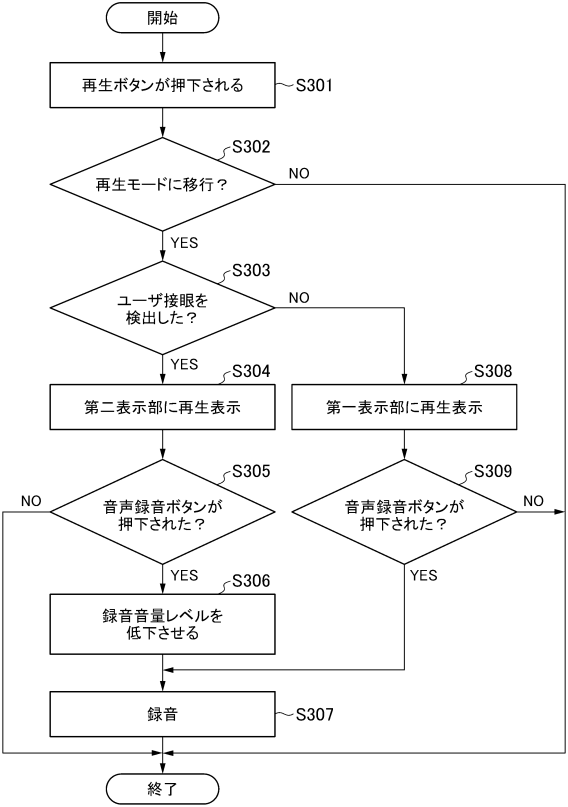 開始
再生ボタンが押下される
S301
S302
再生モードに移行？
NO
YES
S303
ユーザ接眼を
検出した？
NO
YES
S304
第二表示部に再生表示
S308
第一表示部に再生表示
S305
音声録音ボタンが
押下された？
NO
YES
S309
音声録音ボタンが
押下された？
NO
YES
S306
録音音量レベルを
低下させる
録音
S307
終了